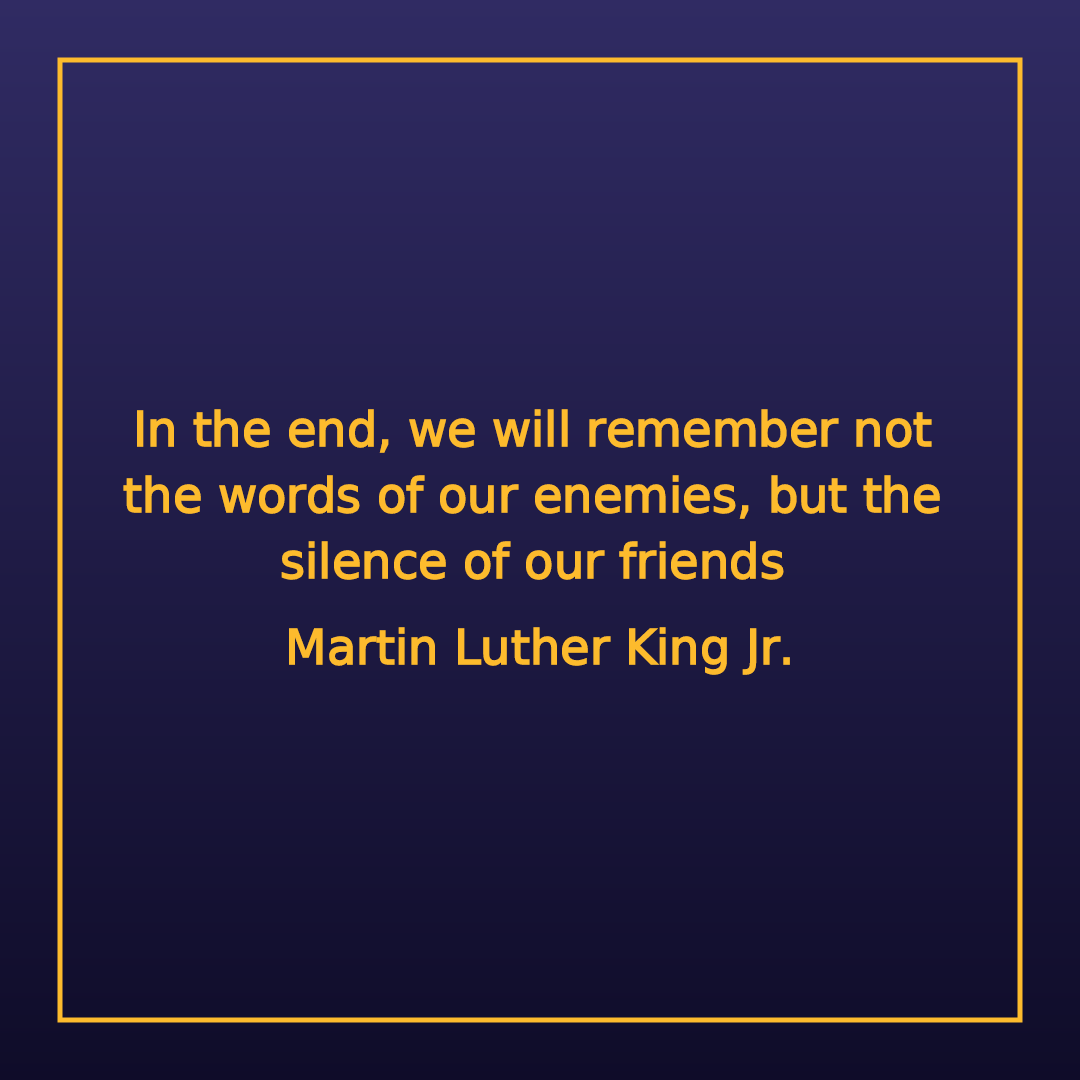 In the end, we will remember not
the words of our enemies, but the
silence of our friends
Martin Luther King Jr.